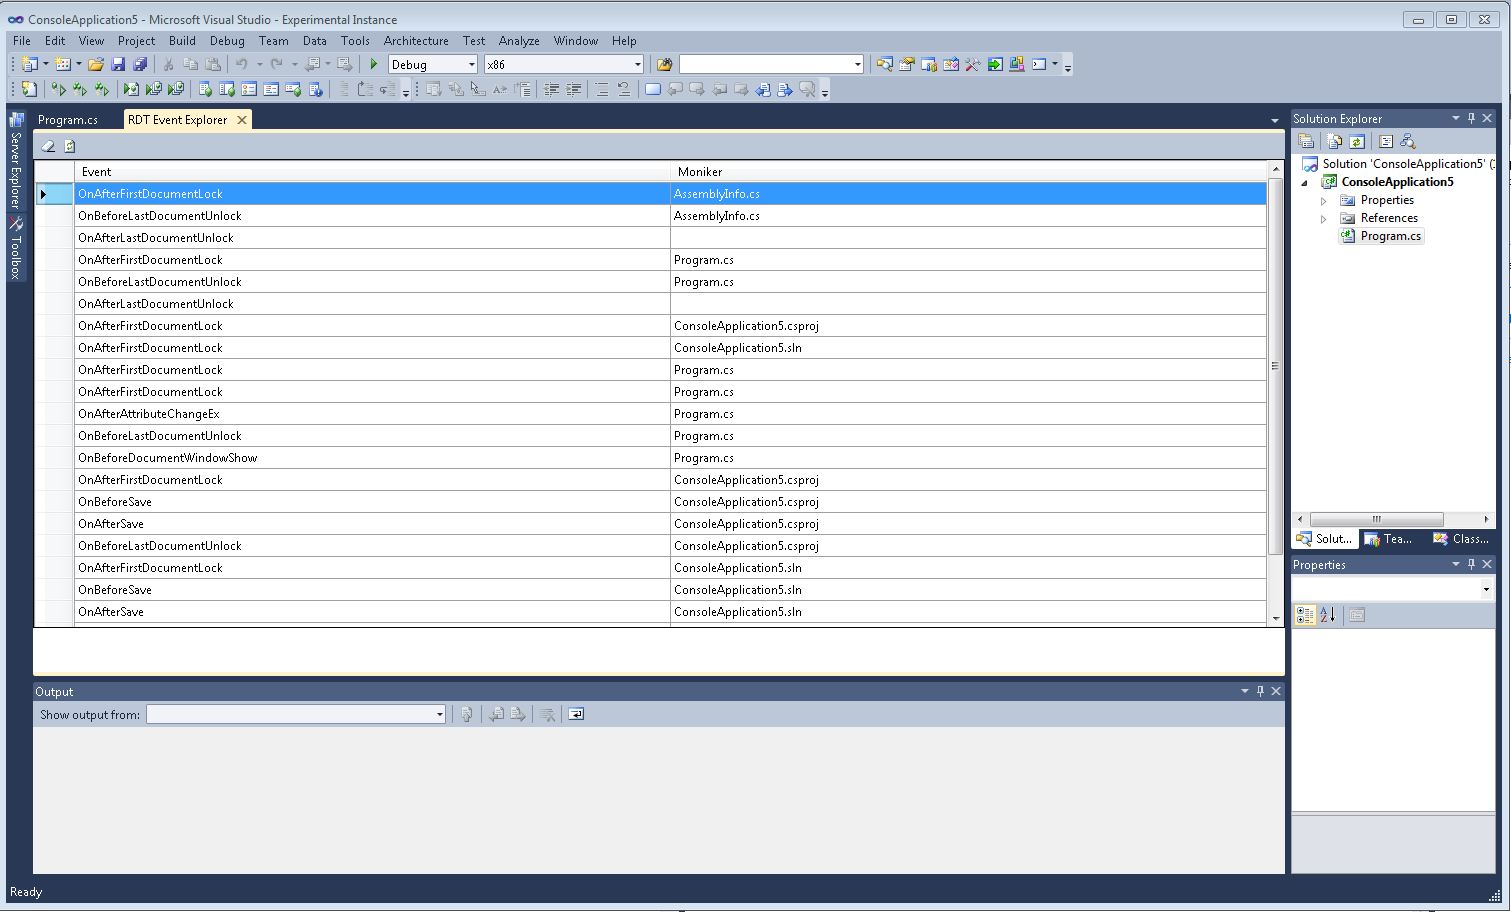 ConsoleApplication5 - Microsoft Visual Studio - Experimental Instance
File Edit View Project Build Debug Team Data Tools Architecture Test Analyze Window Help
Debug x86
Server Explorer
Toolbox
Program.cs RDT Event Explorer
Event Moniker
OnAfterFirstDocumentLock AssemblyInfo.cs
OnBeforeLastDocumentUnlock AssemblyInfo.cs
OnAfterLastDocumentUnlock
OnAfterFirstDocumentLock Program.cs
OnBeforeLastDocumentUnlock Program.cs
OnAfterLastDocumentUnlock
OnAfterFirstDocumentLock ConsoleApplication5.csproj
OnAfterFirstDocumentLock ConsoleApplication5.sln
OnAfterFirstDocumentLock Program.cs
OnAfterFirstDocumentLock Program.cs
OnAfterAttributeChangeEx Program.cs
OnBeforeLastDocumentUnlock Program.cs
OnBeforeDocumentWindowShow Program.cs
OnAfterFirstDocumentLock ConsoleApplication5.csproj
OnBeforeSave ConsoleApplication5.csproj
OnAfterSave ConsoleApplication5.csproj
OnBeforeLastDocumentUnlock ConsoleApplication5.csproj
OnAfterFirstDocumentLock ConsoleApplication5.sln
OnBeforeSave ConsoleApplication5.sln
OnAfterSave ConsoleApplication5.sln
Solution Explorer
Solution 'ConsoleApplication5' (
ConsoleApplication5
Properties
References
Program.cs
Solut... Tea... Class...
Properties
Output
Show output from:
Ready